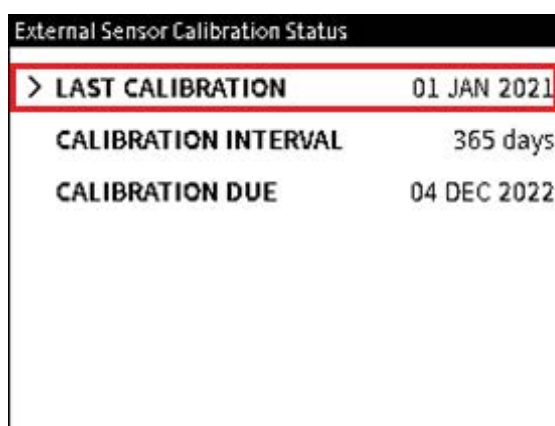 External Sensor Calibration Status
> LAST CALIBRATION 01 JAN 2021
CALIBRATION INTERVAL 365 days
CALIBRATION DUE 04 DEC 2022